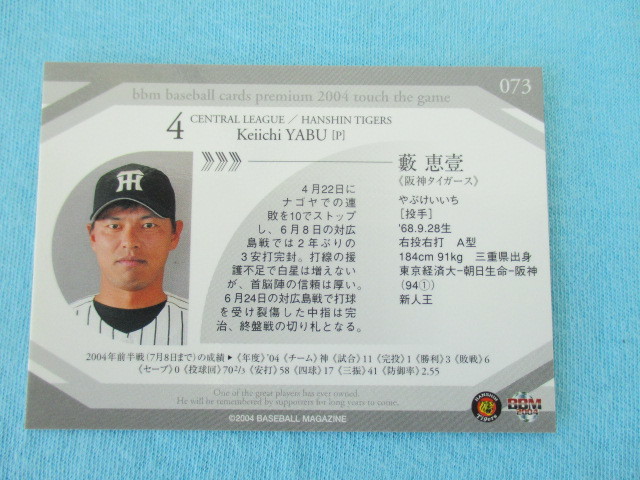 073
bbm baseball cards premium 2004 touch the game
4 CENTRAL LEAGUE / HANSHIN TIGERS
Keiichi YABU [P]
藪 恵壹
《阪神タイガース》
やぶけいいち
[投手]
'68.9.28生
右投右打 A型
184cm 91kg 三重県出身
東京経済大−朝日生命−阪神
(94①)
新人王
4月22日に
ナゴヤでの連
敗を10でストップ
し、6月8日の対広
島戦では2年ぶりの
3安打完封。打線の援
護不足で白星は増えない
が、首脳陣の信頼は厚い。
6月24日の対広島戦で打球
を受け裂傷した中指は完
治、終盤戦の切り札となる。
2004年前半戦(7月8日まで)の成績▶《年度》'04《チーム》神《試合》11《完投》1《勝利》3《敗戦》6
《セーブ》0《投球回》70 2/3《安打》58《四球》17《三振》41《防御率》2.55
One of the great players has ever owned.
He will be remembered by supporters for long years to come.
©2004 BASEBALL MAGAZINE
HANSHIN
Tigers
BBM
2004